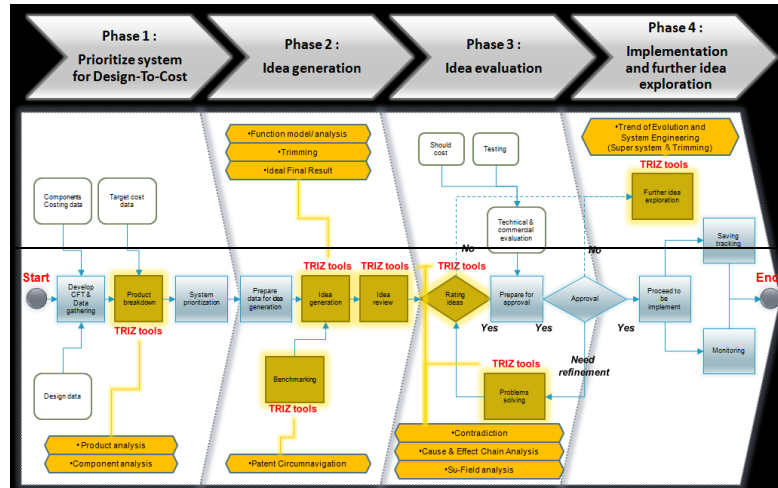 Phase 1 :
Prioritize system
for Design-To-Cost
Phase 2 :
Idea generation
Phase 3 :
Idea evaluation
Phase 4 :
Implementation
and further idea
exploration
•Function model/ analysis
•Trimming
•Ideal Final Result
Should
cost
Testing
•Trend of Evolution and
System Engineering
(Super system & Trimming)
TRIZ tools
Components
Costing data
Target cost
data
Technical &
commercial
evaluation
Further idea
exploration
Saving
tracking
No
No
Start
TRIZ tools
TRIZ tools
TRIZ tools
End
Develop
CFT &
Data
gathering
Product
breakdown
System
prioritization
Prepare
data for idea
generation
Idea
generation
Idea
review
Rating
ideas
Prepare for
approval
Approval
Proceed to
be
implement
TRIZ tools
Yes
Yes
Yes
Monitoring
Benchmarking
TRIZ tools
Need
refinement
Design data
TRIZ tools
Problems
solving
•Product analysis
•Component analysis
•Patent Circumnavigation
•Contradiction
•Cause & Effect Chain Analysis
•Su-Field analysis